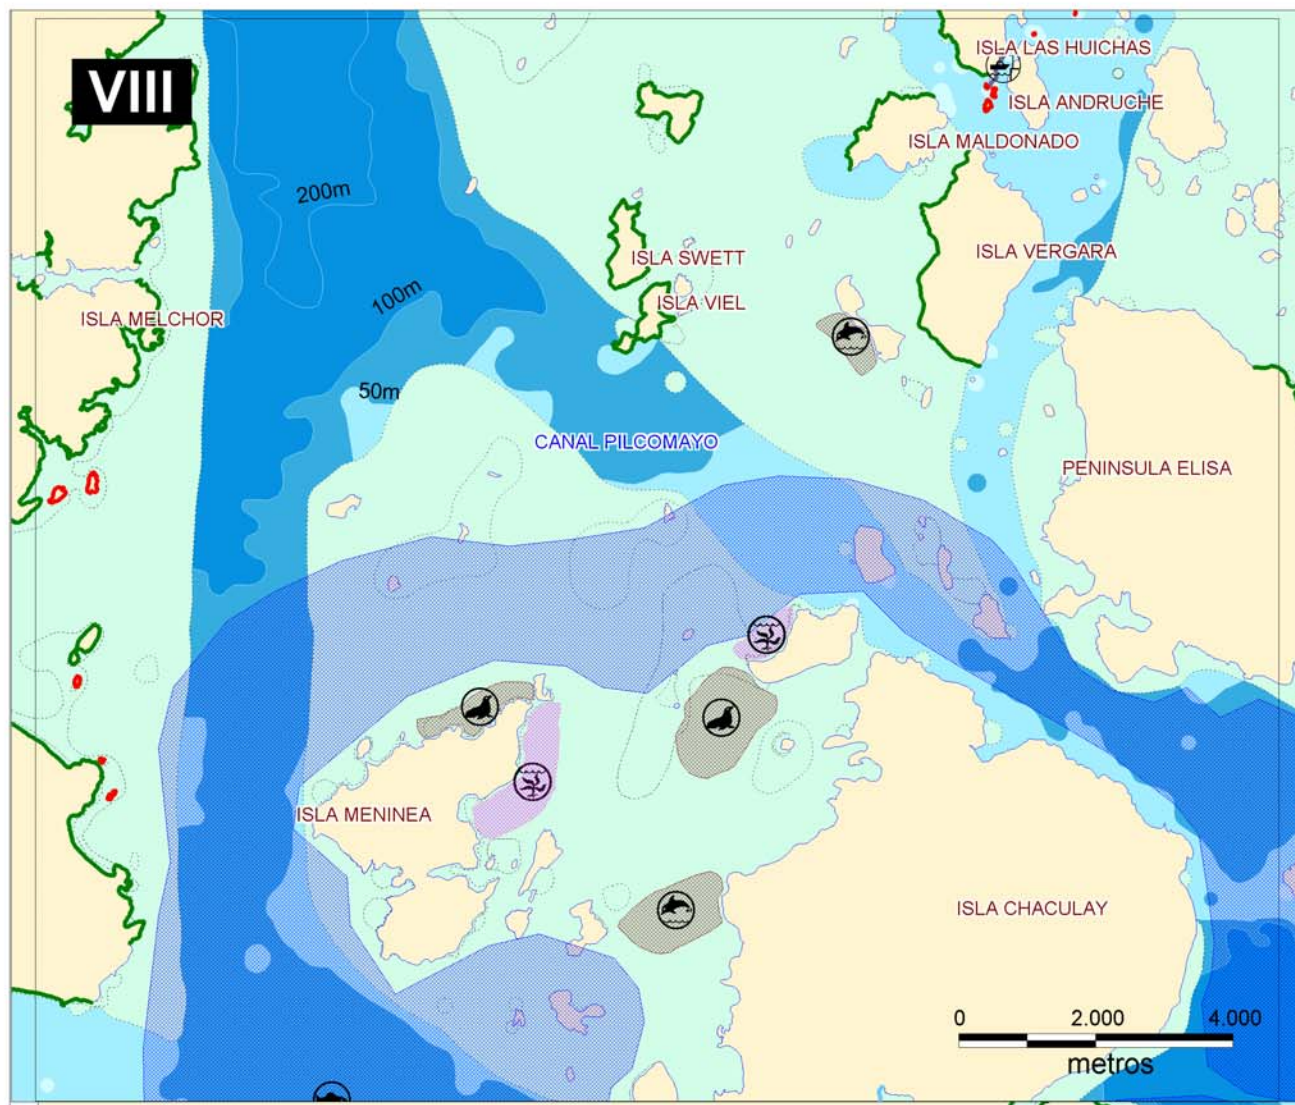 VIII
ISLA LAS HUICHAS
ISLA ANDRUCHE
ISLA MALDONADO
200m
ISLA SWETT
ISLA VERGARA
100m
ISLA VIEL
ISLA MELCHOR
50m
CANAL PILCOMAYO
PENINSULA ELISA
ISLA MENINEA
ISLA CHACULAY
0 2.000 4.000
metros